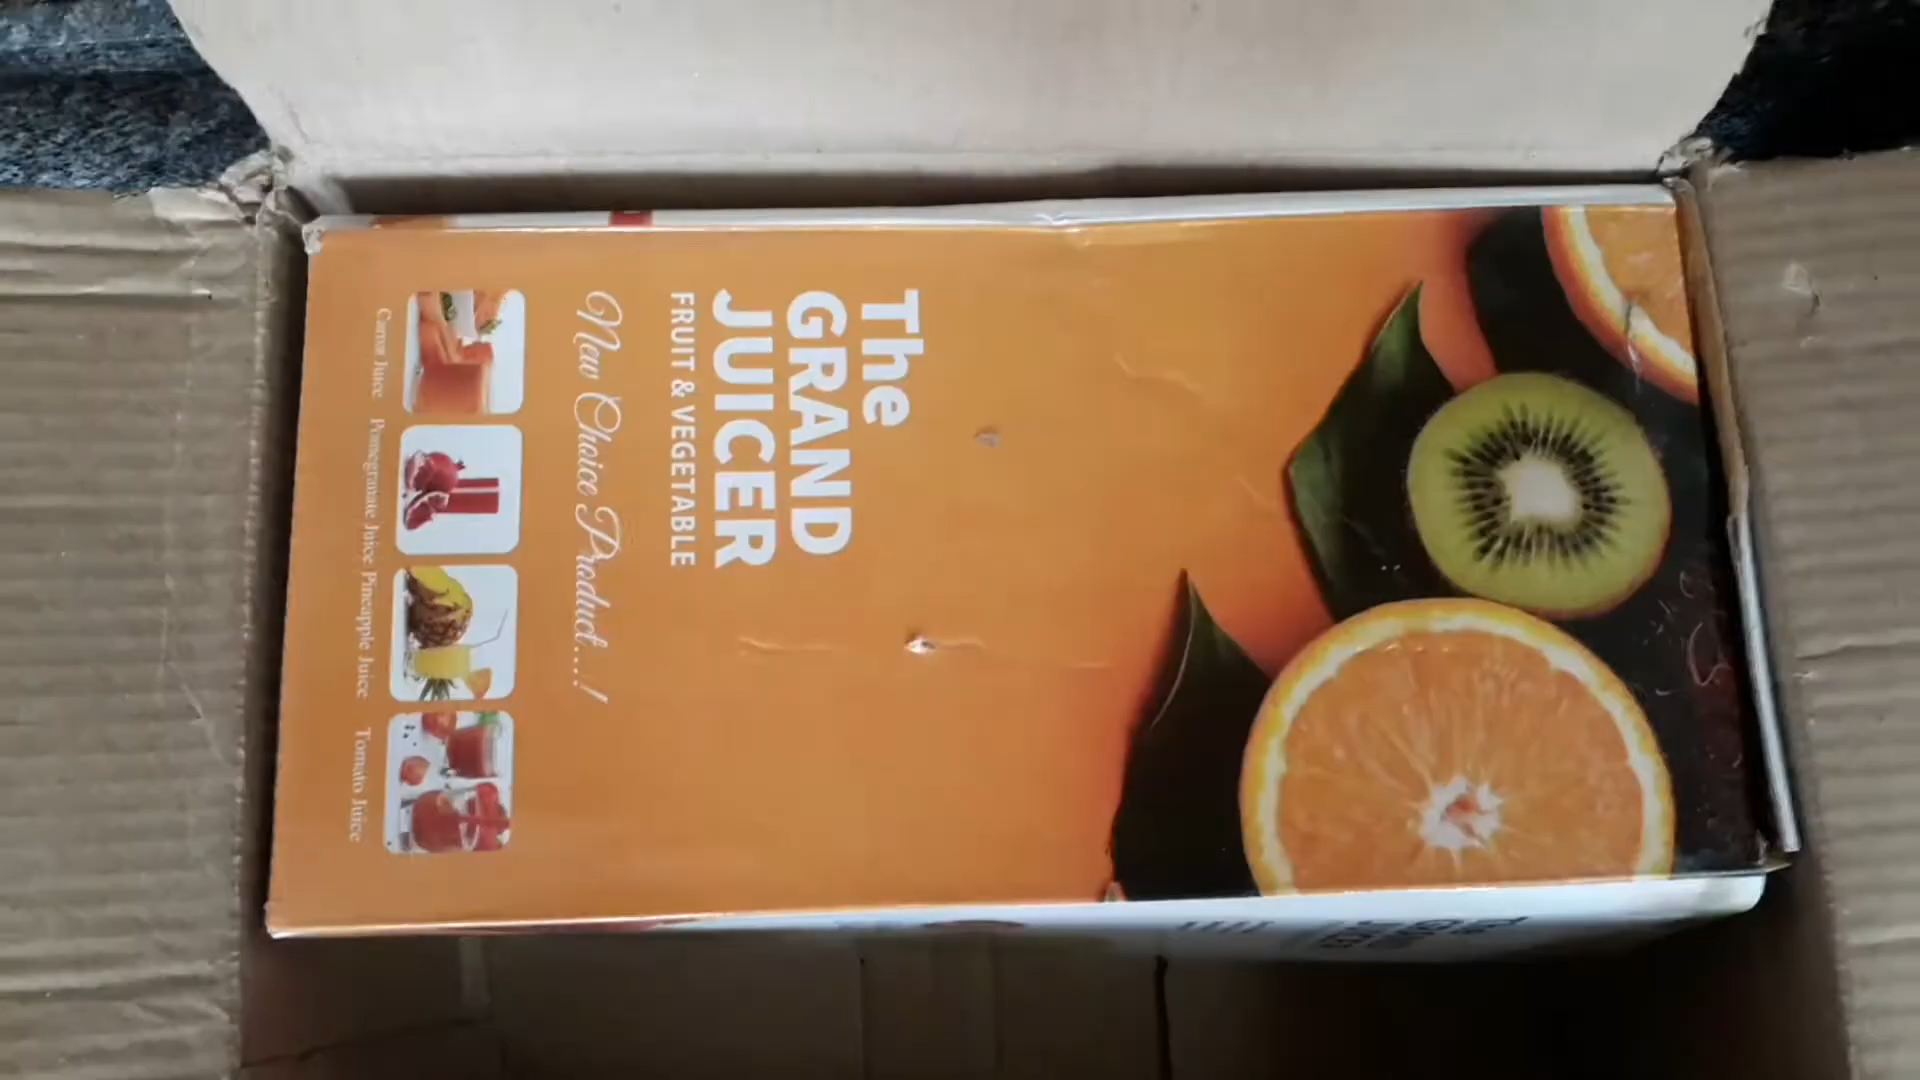 The
GRAND
JUICER
FRUIT & VEGETABLE
New Choice Product...!
Carrot Juice
Pomegranate Juice
Pineapple Juice
Tomato Juice